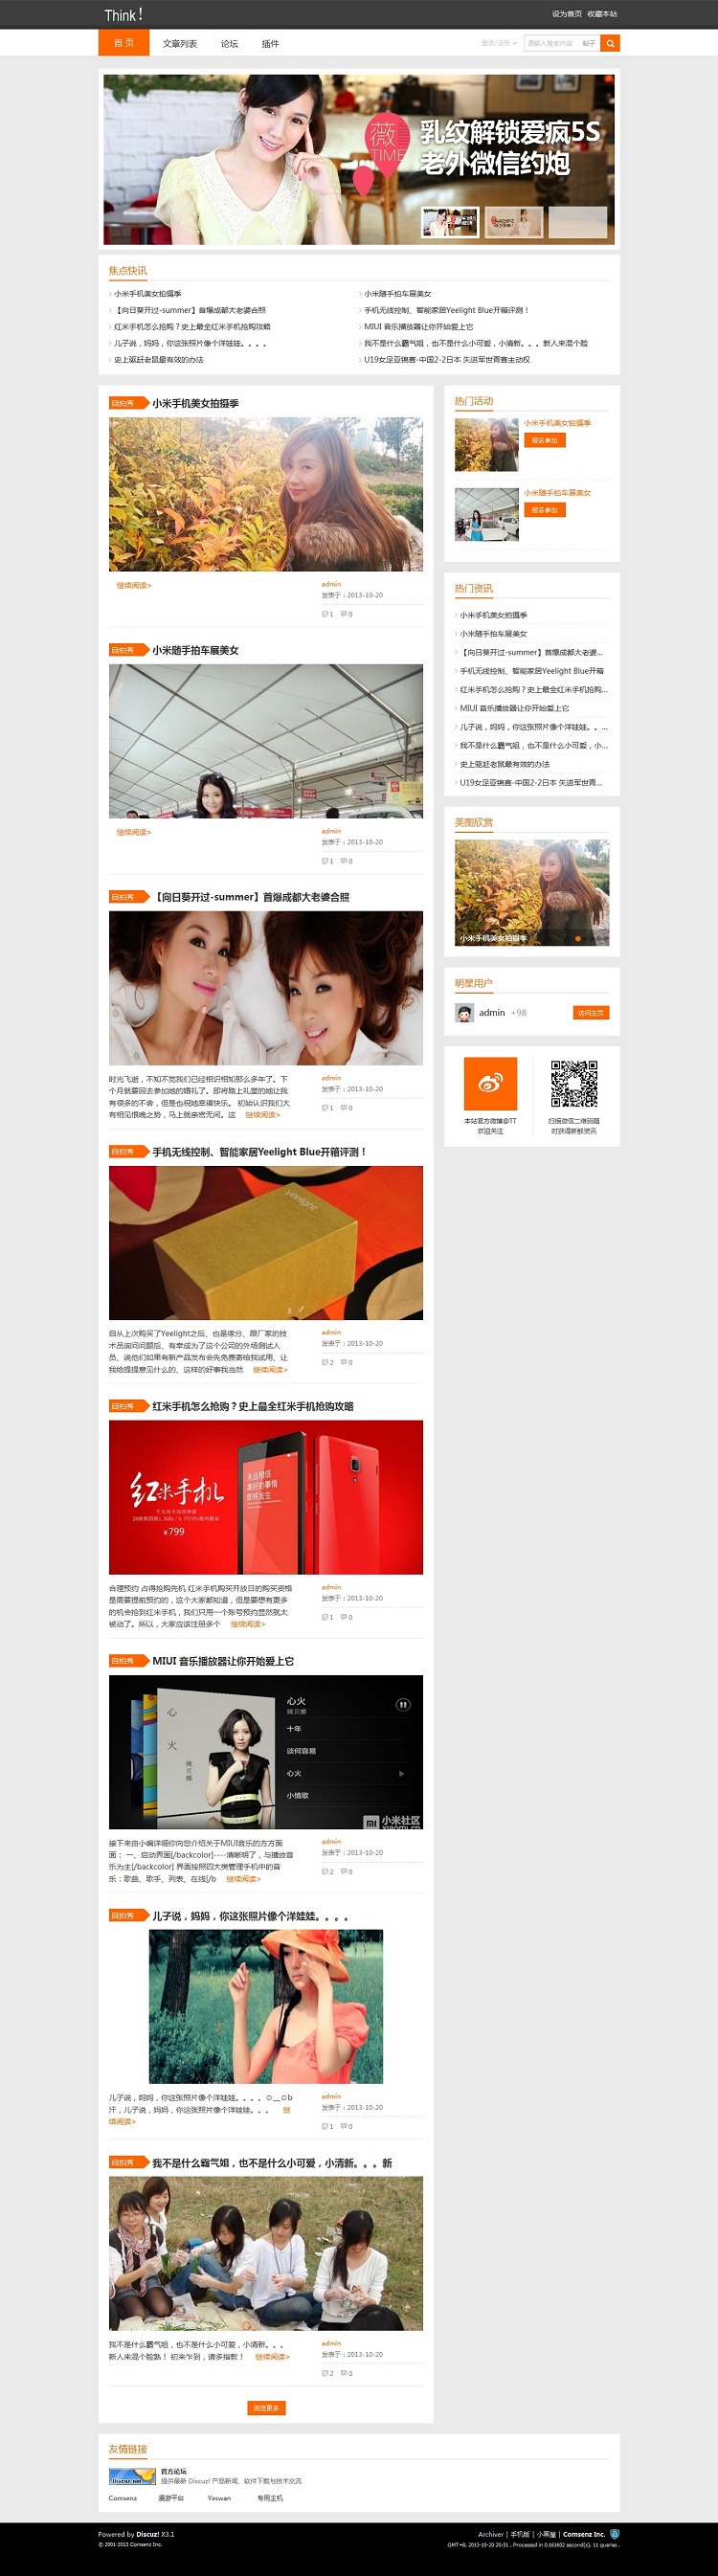 Think!
设为首页 收藏本站
首 页 文章列表 论坛 插件
登录/注册 请输入搜索内容 帖子
薇
TIME
乳纹解锁爱疯5S
老外微信约炮
焦点快讯
小米手机美女拍摄季
小米随手拍车展美女
【向日葵开过-summer】首爆成都大老婆合照
手机无线控制、智能家居Yeelight Blue开箱评测！
红米手机怎么抢购？史上最全红米手机抢购攻略
MIUI 音乐播放器让你开始爱上它
儿子说，妈妈，你这张照片像个洋娃娃。。。。
我不是什么霸气姐，也不是什么小可爱，小清新。。。新人来混个脸
史上驱赶老鼠最有效的办法
U19女足亚锦赛-中国2-2日本 失进军世青赛主动权
自拍秀 小米手机美女拍摄季
继续阅读>
admin
发表于：2013-10-20
1 0
自拍秀 小米随手拍车展美女
继续阅读>
admin
发表于：2013-10-20
1 0
自拍秀 【向日葵开过-summer】首爆成都大老婆合照
时光飞逝，不知不觉我们已经相识相知那么多年了。下
个月就要回去参加她的婚礼了。即将踏上礼堂的她让我
有很多的不舍，但是也祝她幸福快乐。 初始认识我们大
有相见恨晚之势，马上就亲密无间。这 继续阅读>
admin
发表于：2013-10-20
1 0
自拍秀 手机无线控制、智能家居Yeelight Blue开箱评测！
yeelight
自从上次购买了Yeelight之后、也是缘分、跟厂家的技
术员询问问题后、有幸成为了这个公司的外场测试人
员、说他们如果有新产品发布会先免费寄给我试用、让
我给提提意见什么的、这样的好事我当然 继续阅读>
admin
发表于：2013-10-20
2 0
自拍秀 红米手机怎么抢购？史上最全红米手机抢购攻略
红米手机
¥799
永远相信
美好的事情
即将发生
合理预约 占得抢购先机 红米手机购买开放日的购买资格
是需要提前预约的，这个大家都知道，但是要想有更多
的机会抢到红米手机，我们只用一个账号预约显然就太
被动了。所以，大家应该注册多个 继续阅读>
admin
发表于：2013-10-20
1 0
自拍秀 MIUI 音乐播放器让你开始爱上它
心
火
姚贝娜
心火
姚贝娜
十年
谈何容易
心火
小情歌
小米社区
xiaomi.cn
接下来由小编详细你向您介绍关于MIUI音乐的方方面
面： 一、启动界面[/backcolor]----清晰明了，与播放音
乐为主[/backcolor] 界面按照四大类管理手机中的音
乐：歌曲、歌手、列表、在线[/b 继续阅读>
admin
发表于：2013-10-20
2 0
自拍秀 儿子说，妈妈，你这张照片像个洋娃娃。。。。
儿子说，妈妈，你这张照片像个洋娃娃。。。。⊙﹏⊙b
汗，儿子说，妈妈，你这张照片像个洋娃娃。。。 继
续阅读>
admin
发表于：2013-10-20
1 0
自拍秀 我不是什么霸气姐，也不是什么小可爱，小清新。。。新
我不是什么霸气姐，也不是什么小可爱，小清新。。。
新人来混个脸熟！ 初来乍到，请多指教！ 继续阅读>
admin
发表于：2013-10-20
2 0
浏览更多
热门活动
小米手机美女拍摄季
报名参加
小米随手拍车展美女
报名参加
热门资讯
小米手机美女拍摄季
小米随手拍车展美女
【向日葵开过-summer】首爆成都大老婆...
手机无线控制、智能家居Yeelight Blue开箱
红米手机怎么抢购？史上最全红米手机抢购...
MIUI 音乐播放器让你开始爱上它
儿子说，妈妈，你这张照片像个洋娃娃。。...
我不是什么霸气姐，也不是什么小可爱，小...
史上驱赶老鼠最有效的办法
U19女足亚锦赛-中国2-2日本 失进军世青...
美图欣赏
小米手机美女拍摄季
明星用户
admin +98 访问主页
本站官方微博@TT
欢迎关注
扫描微信二维码随
时获得新鲜资讯
友情链接
Discuz!.net 官方论坛
提供最新 Discuz! 产品新闻、软件下载与技术交流
Comsenz 漫游平台 Yeswan 专用主机
Powered by Discuz! X3.1
© 2001-2013 Comsenz Inc.
Archiver | 手机版 | 小黑屋 | Comsenz Inc.
GMT+8, 2013-10-20 20:51 , Processed in 0.161602 second(s), 11 queries .